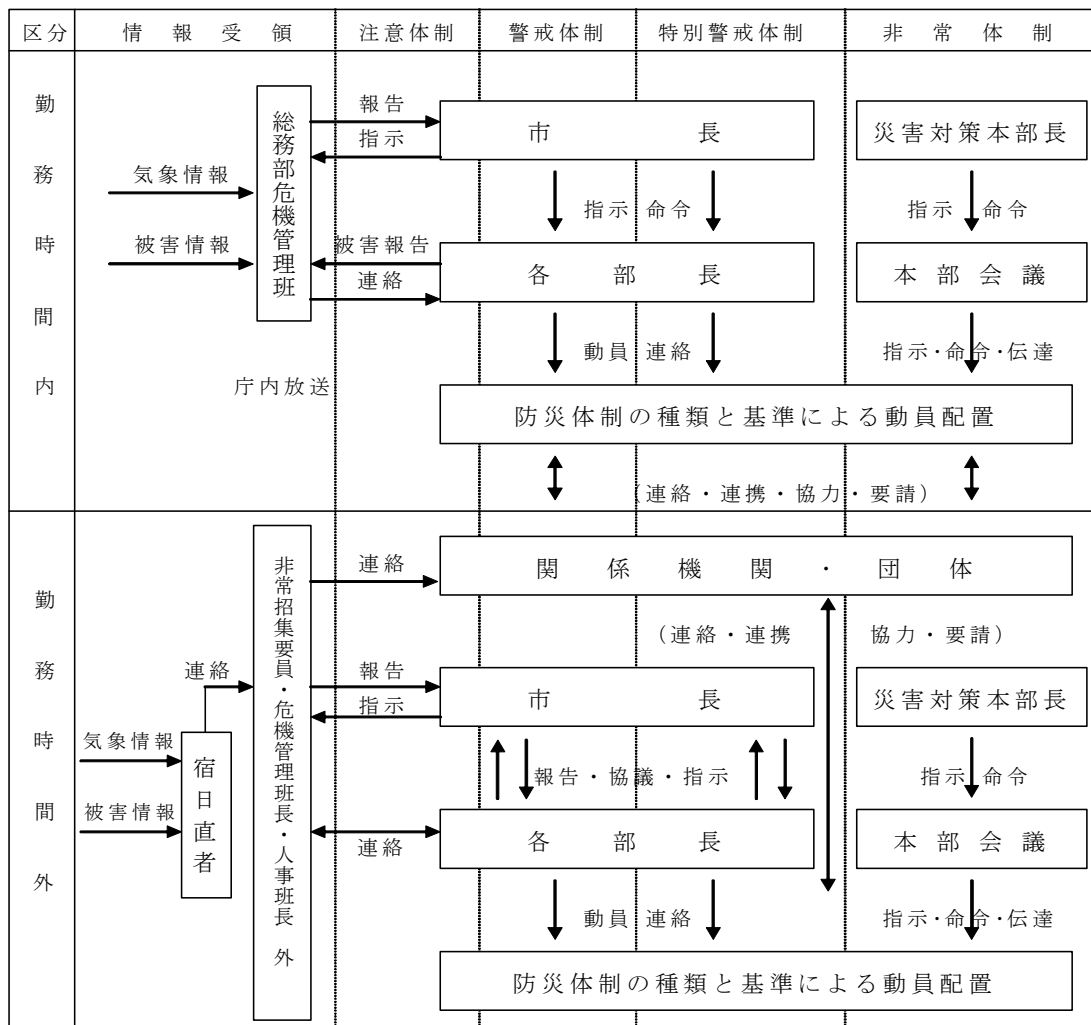 区分 情報受領 注意体制 警戒体制 特別警戒体制 非常体制
勤務時間内
総務部危機管理班
報告
指示
市長
災害対策本部長
気象情報
指示 命令
指示 命令
被害情報
被害報告
連絡
各部長
本部会議
動員 連絡
指示・命令・伝達
庁内放送
防災体制の種類と基準による動員配置
(連絡・連携・協力・要請)
勤務時間外
非常招集要員・危機管理班長・人事班長 外
連絡
関係機関・団体
(連絡・連携 協力・要請)
連絡
報告
指示
市長
災害対策本部長
気象情報
宿日直者
報告・協議・指示
指示 命令
被害情報
連絡
各部長
本部会議
動員 連絡
指示・命令・伝達
防災体制の種類と基準による動員配置